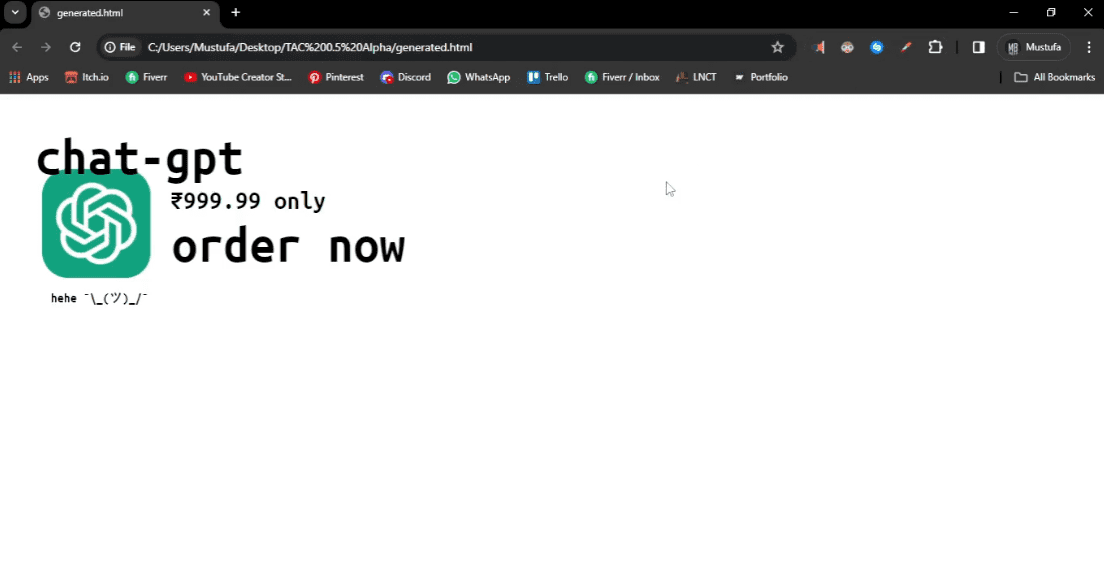 generated.html
File C:/Users/Mustufa/Desktop/TAC%200.5%20Alpha/generated.html Mustufa
Apps Itch.io Fiverr YouTube Creator St... Pinterest Discord WhatsApp Trello Fiverr / Inbox LNCT Portfolio All Bookmarks
chat-gpt
₹999.99 only
order now
hehe ¯\_(ツ)_/¯